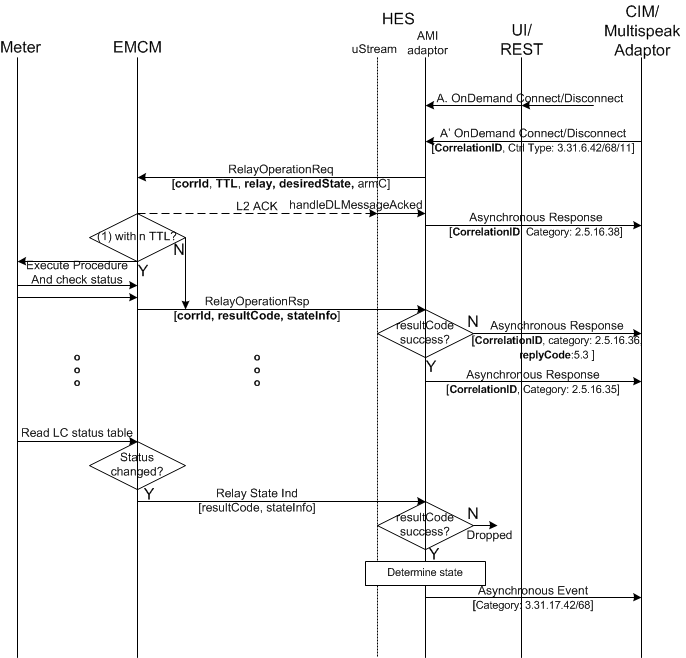 CIM/
HES
UI/
Multispeak
Meter
EMCM
uStream
AMI
adaptor
REST
Adaptor
A. OnDemand Connect/Disconnect
A' OnDemand Connect/Disconnect
[CorrelationID, Ctrl Type: 3.31.6.42/68/11]
RelayOperationReq
[corrId, TTL, relay, desiredState, armC]
L2 ACK
handleDLMessageAcked
Asynchronous Response
[CorrelationID, Category: 2.5.16.38]
(1) within TTL?
N
Y
Execute Procedure
And check status
RelayOperationRsp
[corrId, resultCode, stateInfo]
resultCode
success?
N
Asynchronous Response
[CorrelationID, category: 2.5.16.36,
replyCode:5.3 ]
Y
Asynchronous Response
[CorrelationID, Category: 2.5.16.35]
Read LC status table
Status
changed?
Y
Relay State Ind
[resultCode, stateInfo]
resultCode
success?
N
Dropped
Y
Determine state
Asynchronous Event
[Category: 3.31.17.42/68]